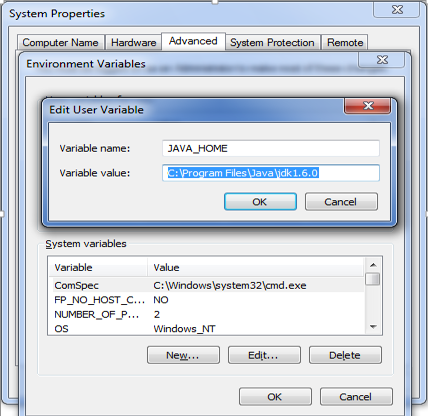 System Properties
Computer Name Hardware Advanced System Protection Remote
Environment Variables
Edit User Variable
Variable name: JAVA_HOME
Variable value: C:\Program Files\Java\jdk1.6.0
OK Cancel
System variables
Variable Value
ComSpec C:\Windows\system32\cmd.exe
FP_NO_HOST_C... NO
NUMBER_OF_P... 2
OS Windows_NT
New... Edit... Delete
OK Cancel